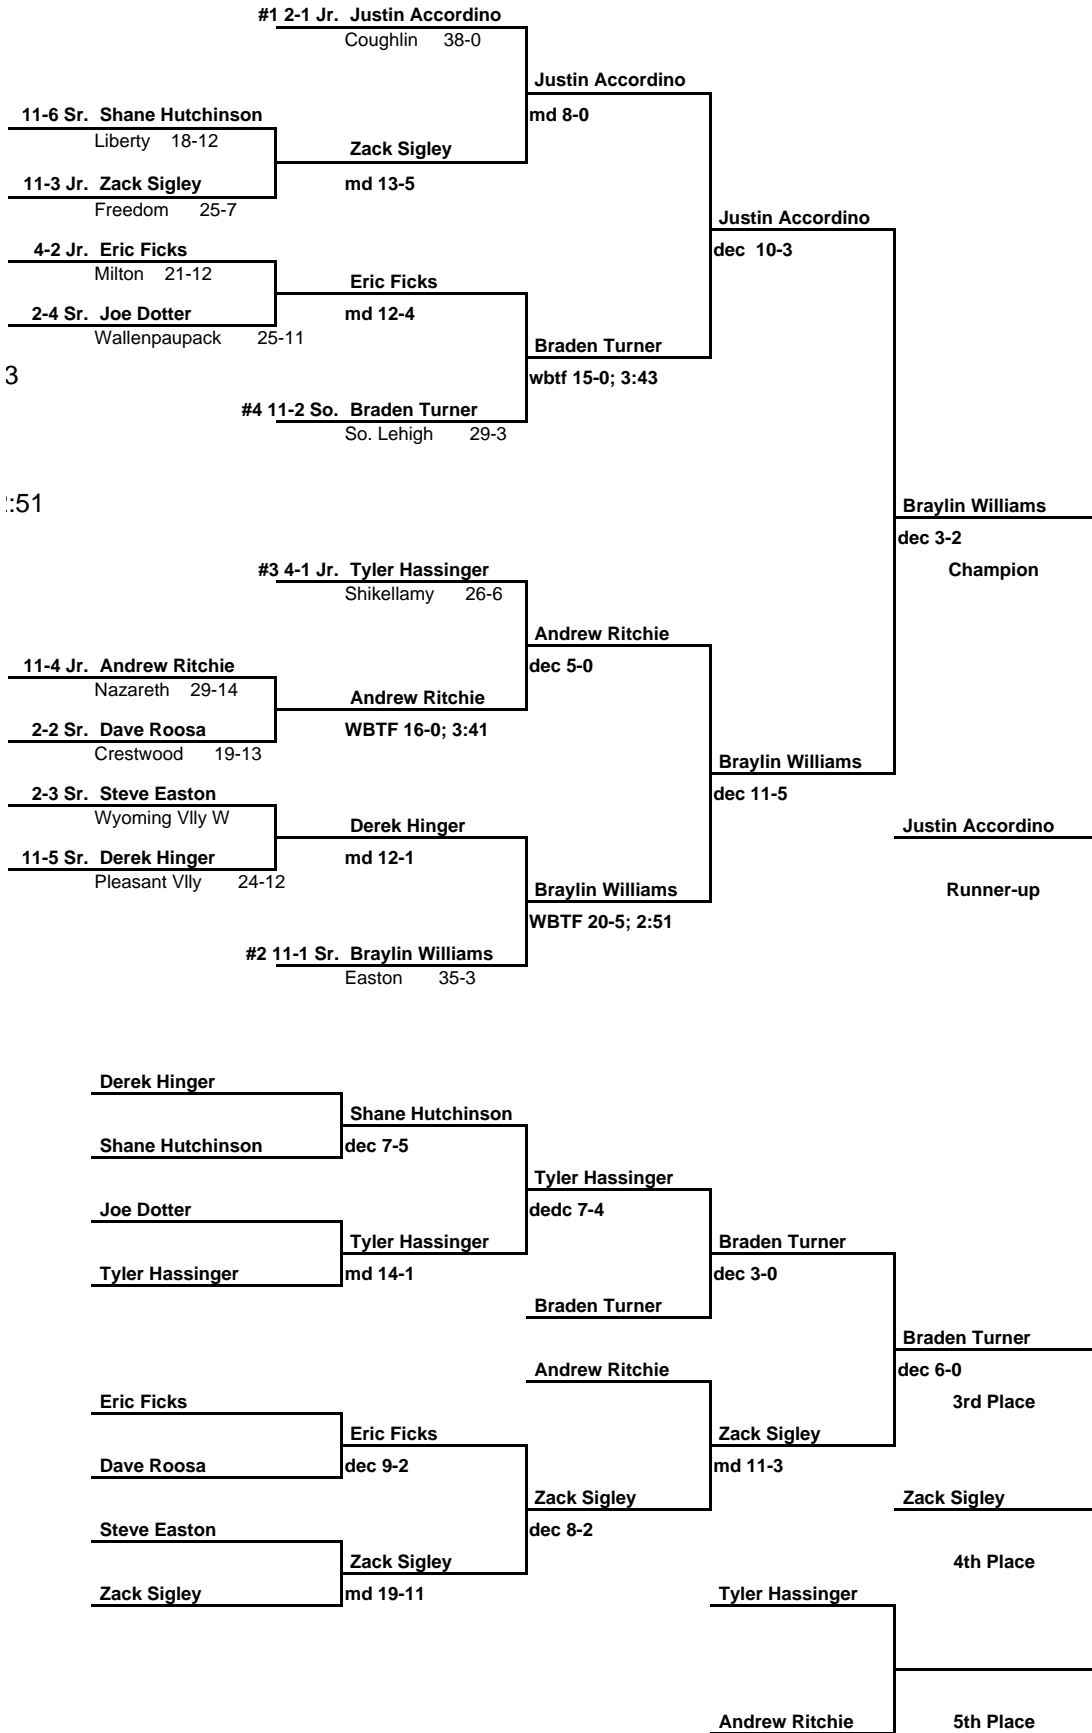 #1 2-1 Jr. Justin Accordino
Coughlin 38-0
Justin Accordino
11-6 Sr. Shane Hutchinson
md 8-0
Liberty 18-12
Zack Sigley
11-3 Jr. Zack Sigley
md 13-5
Freedom 25-7
Justin Accordino
4-2 Jr. Eric Ficks
dec 10-3
Milton 21-12
Eric Ficks
2-4 Sr. Joe Dotter
md 12-4
Wallenpaupack 25-11
Braden Turner
3
wbtf 15-0; 3:43
#4 11-2 So. Braden Turner
So. Lehigh 29-3
:51
Braylin Williams
dec 3-2
#3 4-1 Jr. Tyler Hassinger
Champion
Shikellamy 26-6
Andrew Ritchie
11-4 Jr. Andrew Ritchie
dec 5-0
Nazareth 29-14
Andrew Ritchie
2-2 Sr. Dave Roosa
WBTF 16-0; 3:41
Crestwood 19-13
Braylin Williams
2-3 Sr. Steve Easton
dec 11-5
Wyoming Vlly W
Derek Hinger
Justin Accordino
11-5 Sr. Derek Hinger
md 12-1
Pleasant Vlly 24-12
Braylin Williams
Runner-up
WBTF 20-5; 2:51
#2 11-1 Sr. Braylin Williams
Easton 35-3
Derek Hinger
Shane Hutchinson
Shane Hutchinson
dec 7-5
Tyler Hassinger
Joe Dotter
dedc 7-4
Tyler Hassinger
Braden Turner
Tyler Hassinger
md 14-1
dec 3-0
Braden Turner
Braden Turner
Andrew Ritchie
dec 6-0
Eric Ficks
3rd Place
Eric Ficks
Zack Sigley
Dave Roosa
dec 9-2
md 11-3
Zack Sigley
Zack Sigley
Steve Easton
dec 8-2
Zack Sigley
4th Place
Zack Sigley
md 19-11
Tyler Hassinger
Andrew Ritchie
5th Place